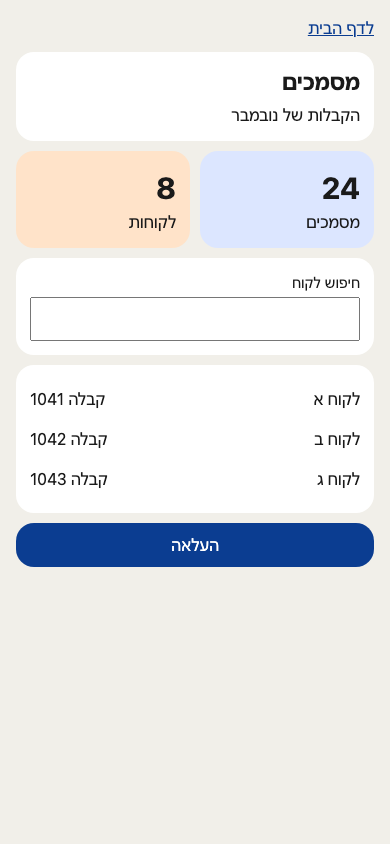 לדף הבית
מסמכים
הקבלות של נובמבר
24
מסמכים
8
לקוחות
חיפוש לקוח
לקוח א קבלה 1041
לקוח ב קבלה 1042
לקוח ג קבלה 1043
העלאה